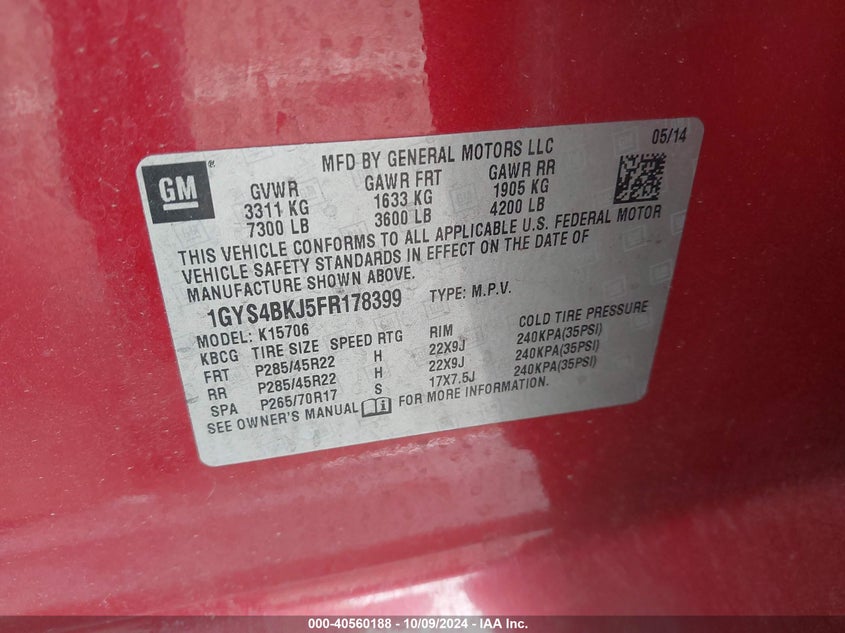 GM
®
MFD BY GENERAL MOTORS LLC
05/14
GVWR GAWR FRT GAWR RR
3311 KG 1633 KG 1905 KG
7300 LB 3600 LB 4200 LB
THIS VEHICLE CONFORMS TO ALL APPLICABLE U.S. FEDERAL MOTOR
VEHICLE SAFETY STANDARDS IN EFFECT ON THE DATE OF
MANUFACTURE SHOWN ABOVE.
1GYS4BKJ5FR178399 TYPE: M.P.V.
MODEL: K15706
KBCG TIRE SIZE SPEED RTG RIM COLD TIRE PRESSURE
FRT P285/45R22 H 22X9J 240KPA(35PSI)
RR P285/45R22 H 22X9J 240KPA(35PSI)
SPA P265/70R17 S 17X7.5J 240KPA(35PSI)
SEE OWNER'S MANUAL FOR MORE INFORMATION.
000-40560188 - 10/09/2024 - IAA Inc.